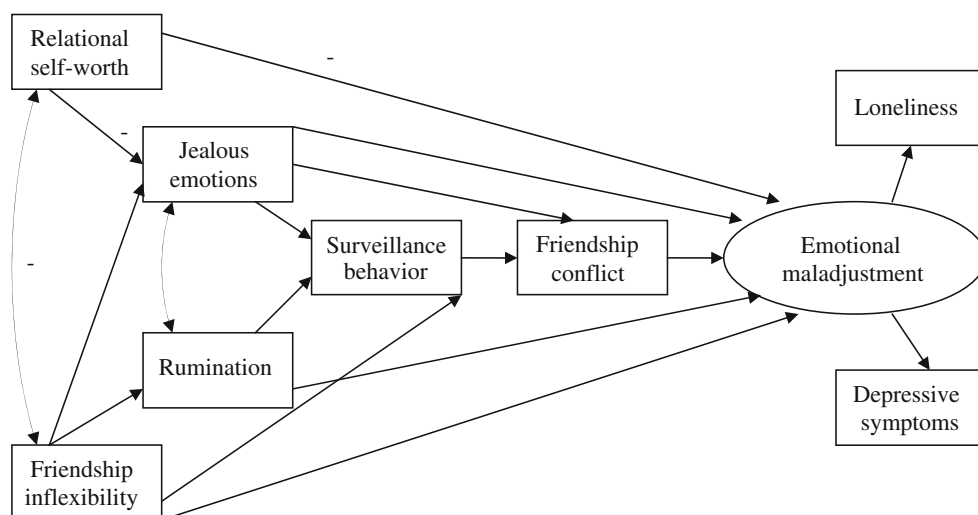 Relational
self-worth
-
-
Loneliness
Jealous
emotions
Surveillance
behavior
Friendship
conflict
Emotional
maladjustment
-
Rumination
Depressive
symptoms
Friendship
inflexibility